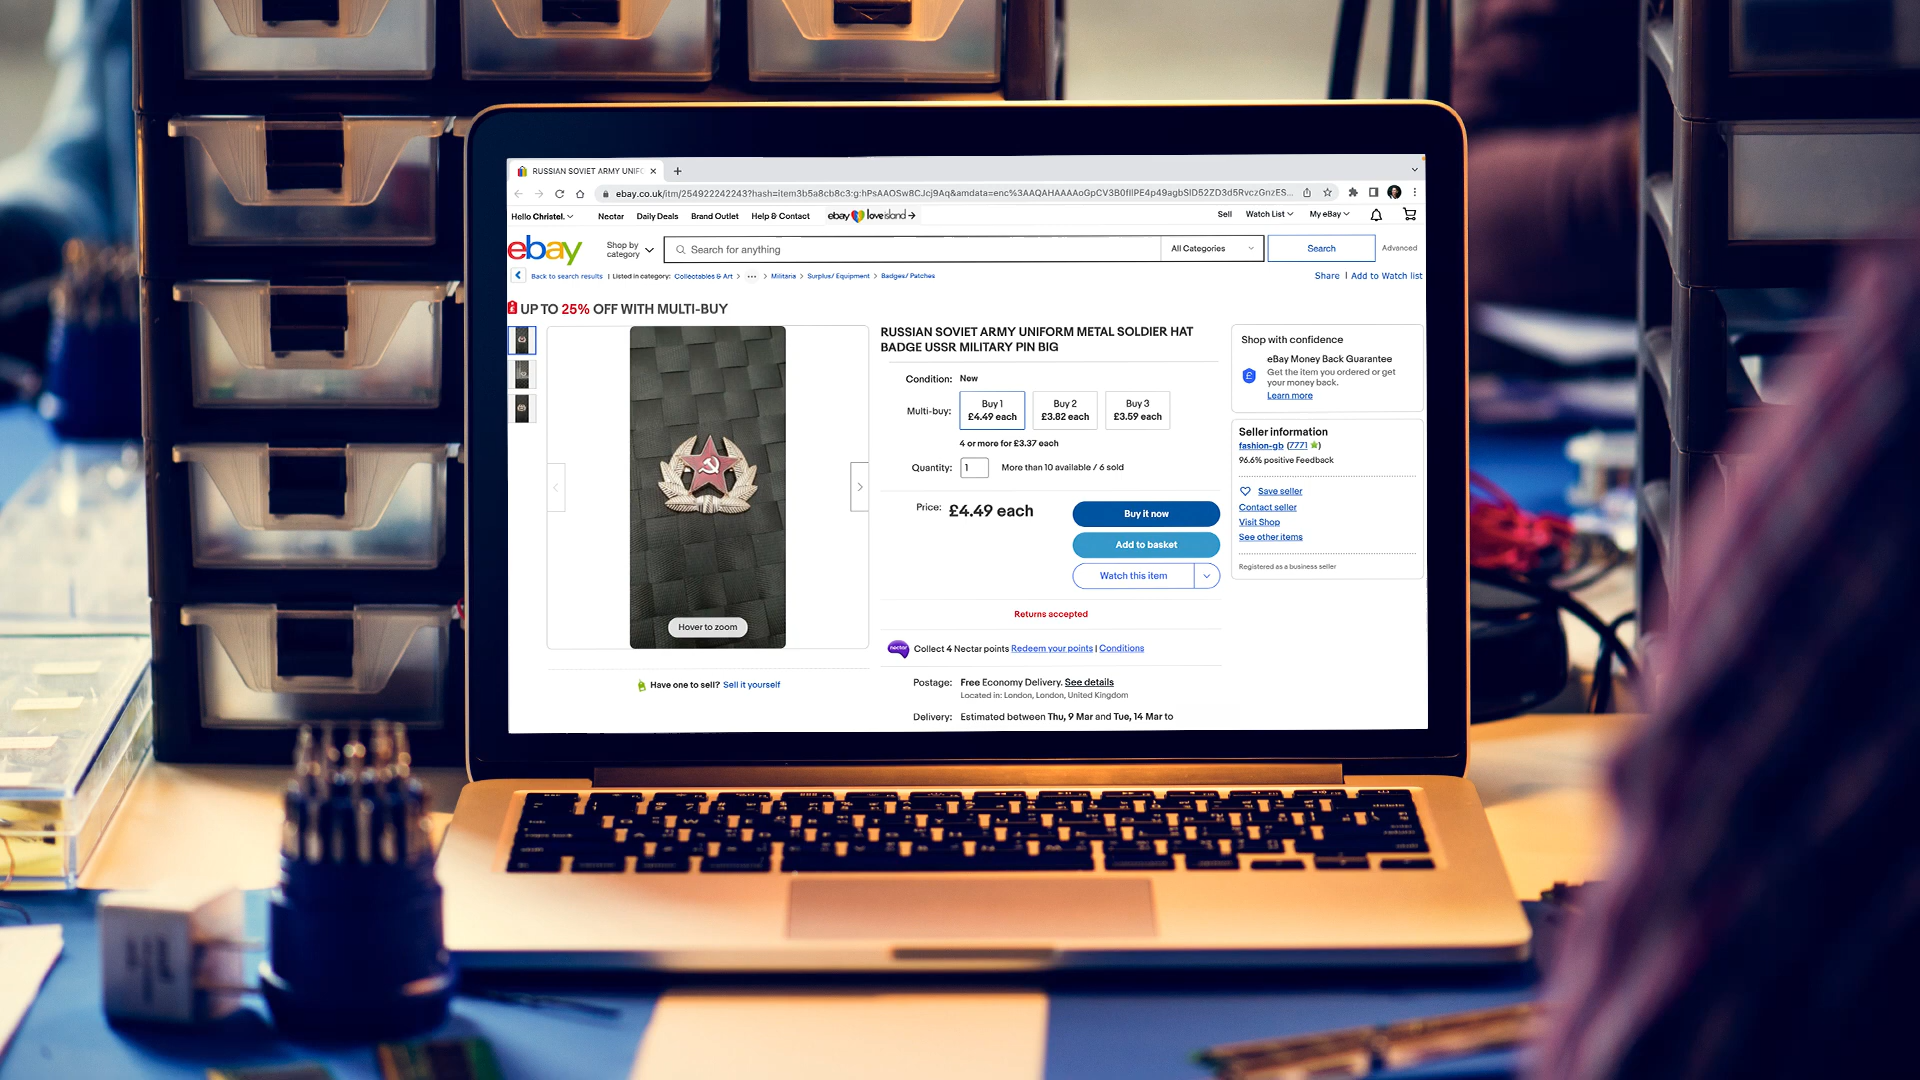 RUSSIAN SOVIET ARMY UNIFO
ebay.co.uk/itm/254922242243?hash=item3b5a8cb8c3:g:hPsAAOSw8CJcj9Aq&amdata=enc%3AAQAHAAAAoGpCV3B0fIlPE4p49agbSlD52ZD3d5RvczGnzES...
Hello Christel.
Nectar Daily Deals Brand Outlet Help & Contact ebay loveisland
Sell Watch List My eBay
ebay
Shop by category
Search for anything
All Categories
Search
Advanced
Back to search results | Listed in category: Collectables & Art > ... > Militaria > Surplus/ Equipment > Badges/ Patches
Share | Add to Watch list
UP TO 25% OFF WITH MULTI-BUY
Hover to zoom
Have one to sell? Sell it yourself
RUSSIAN SOVIET ARMY UNIFORM METAL SOLDIER HAT
BADGE USSR MILITARY PIN BIG
Condition: New
Multi-buy:
Buy 1
£4.49 each
Buy 2
£3.82 each
Buy 3
£3.59 each
4 or more for £3.37 each
Quantity: 1 More than 10 available / 6 sold
Price: £4.49 each
Buy it now
Add to basket
Watch this item
Returns accepted
nectar
Collect 4 Nectar points Redeem your points | Conditions
Postage: Free Economy Delivery. See details
Located in: London, London, United Kingdom
Delivery: Estimated between Thu, 9 Mar and Tue, 14 Mar to
Shop with confidence
eBay Money Back Guarantee
Get the item you ordered or get
your money back.
Learn more
Seller information
fashion-gb (7771)
96.6% positive Feedback
Save seller
Contact seller
Visit Shop
See other items
Registered as a business seller